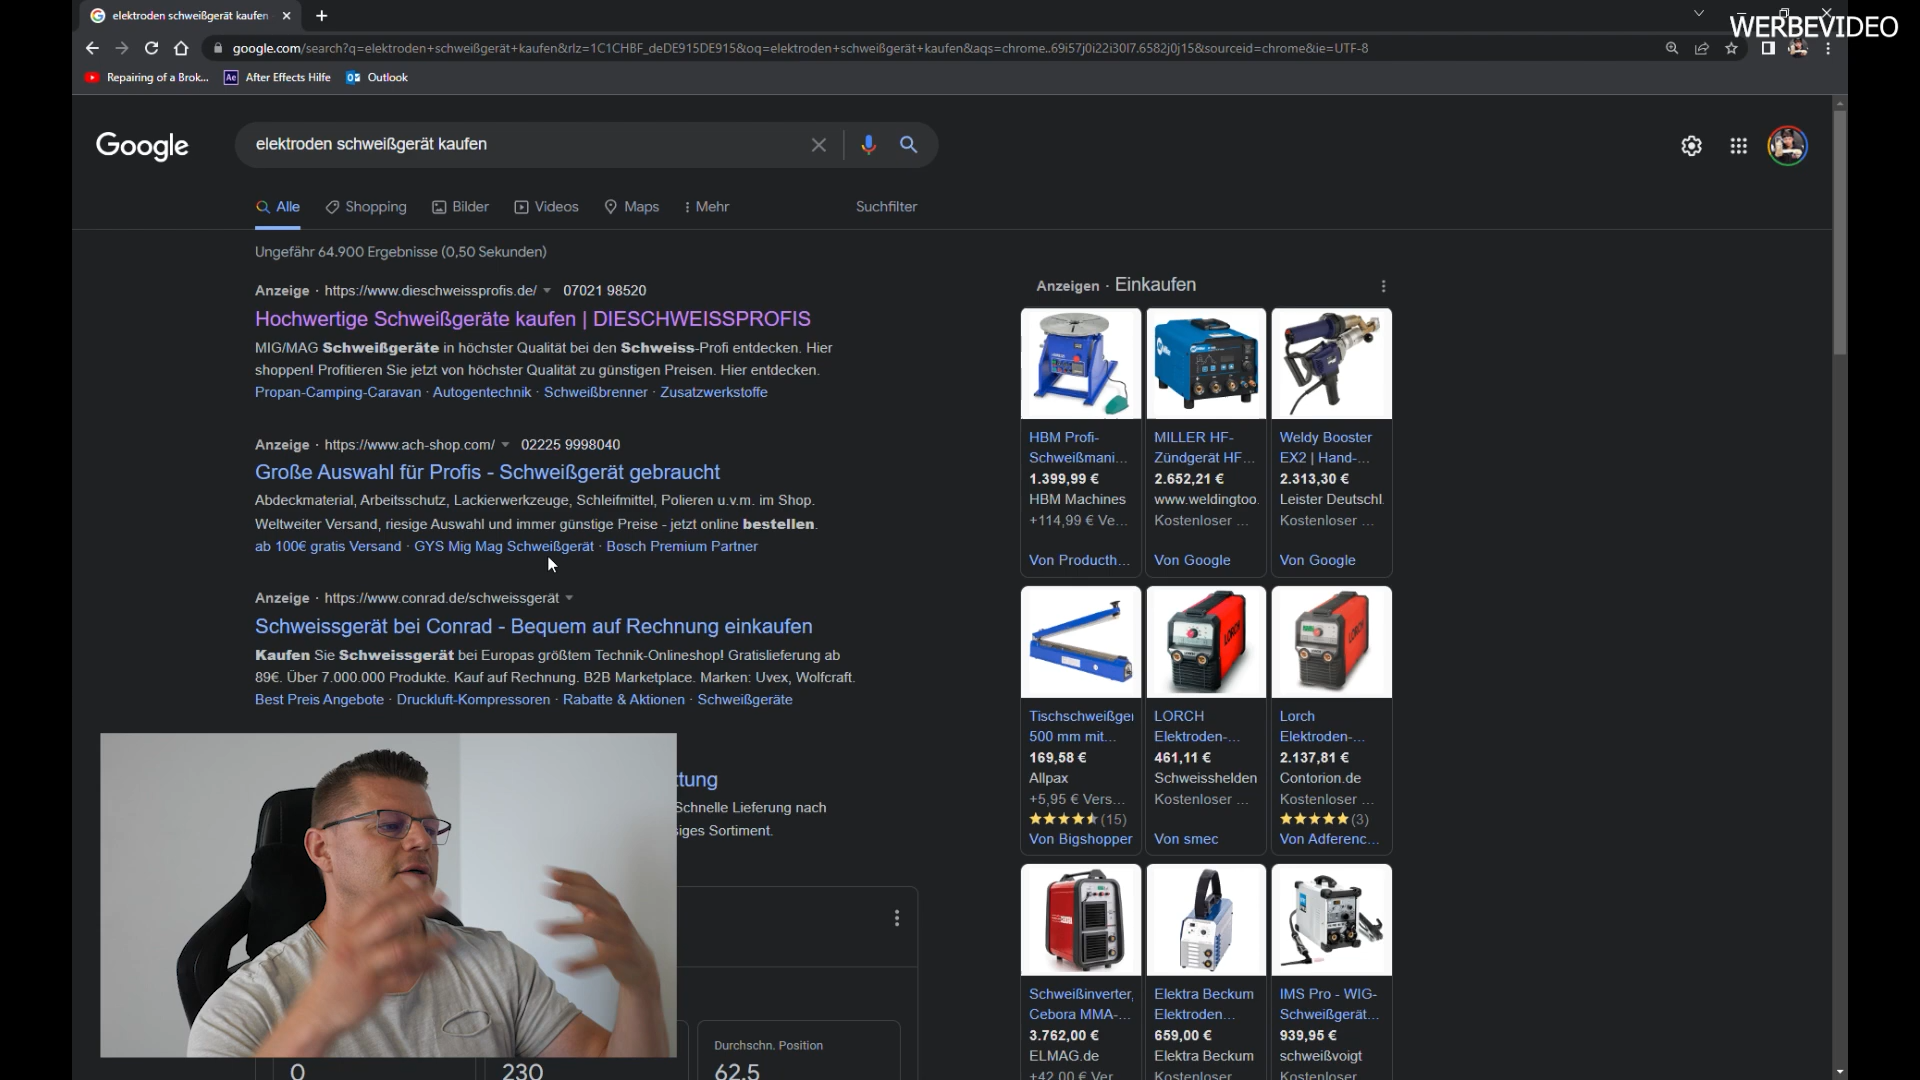 elektroden schweißgerät kaufen
WERBEVIDEO
google.com/search?q=elektroden+schweißgerät+kaufen&rlz=1C1CHBF_deDE915DE915&oq=elektroden+schweißgerät+kaufen&aqs=chrome..69i57j0i22i30l7.6582j0j15&sourceid=chrome&ie=UTF-8
Repairing of a Brok...
Ae
After Effects Hilfe
Outlook
Google
elektroden schweißgerät kaufen
Alle
Shopping
Bilder
Videos
Maps
Mehr
Suchfilter
Ungefähr 64.900 Ergebnisse (0,50 Sekunden)
Anzeige · https://www.dieschweissprofis.de/ 07021 98520
Hochwertige Schweißgeräte kaufen | DIESCHWEISSPROFIS
MIG/MAG Schweißgeräte in höchster Qualität bei den Schweiss-Profi entdecken. Hier
shoppen! Profitieren Sie jetzt von höchster Qualität zu günstigen Preisen. Hier entdecken.
Propan-Camping-Caravan · Autogentechnik · Schweißbrenner · Zusatzwerkstoffe
Anzeige · https://www.ach-shop.com/ 02225 9998040
Große Auswahl für Profis - Schweißgerät gebraucht
Abdeckmaterial, Arbeitsschutz, Lackierwerkzeuge, Schleifmittel, Polieren u.v.m. im Shop.
Weltweiter Versand, riesige Auswahl und immer günstige Preise - jetzt online bestellen.
ab 100€ gratis Versand · GYS Mig Mag Schweißgerät · Bosch Premium Partner
Anzeige · https://www.conrad.de/schweissgerät
Schweissgerät bei Conrad - Bequem auf Rechnung einkaufen
Kaufen Sie Schweissgerät bei Europas größtem Technik-Onlineshop! Gratislieferung ab
89€. Über 7.000.000 Produkte. Kauf auf Rechnung. B2B Marketplace. Marken: Uvex, Wolfcraft.
Best Preis Angebote · Druckluft-Kompressoren · Rabatte & Aktionen · Schweißgeräte
ttung
Schnelle Lieferung nach
siges Sortiment.
Durchschn. Position
0
230
62.5
Anzeigen · Einkaufen
HBM Profi-
Schweißmani...
1.399,99 €
HBM Machines
+114,99 € Ve...
Von Producth...
MILLER HF-
Zündgerät HF...
2.652,21 €
www.weldingtoo.
Kostenloser ...
Von Google
Weldy Booster
EX2 | Hand-...
2.313,30 €
Leister Deutschl.
Kostenloser ...
Von Google
Tischschweißger
500 mm mit...
169,58 €
Allpax
+5,95 € Vers...
(15)
Von Bigshopper
LORCH
LORCH
Elektroden-...
461,11 €
Schweisshelden
Kostenloser ...
Von smec
LORCH
Lorch
Elektroden-...
2.137,81 €
Contorion.de
Kostenloser ...
(3)
Von Adferenc...
Schweißinverter,
Cebora MMA-...
3.762,00 €
ELMAG.de
+42,00 € Ver
Elektra Beckum
Elektroden...
659,00 €
Elektra Beckum
Kostenloser
IMS Pro - WIG-
Schweißgerät...
939,95 €
schweißvoigt
Kostenloser